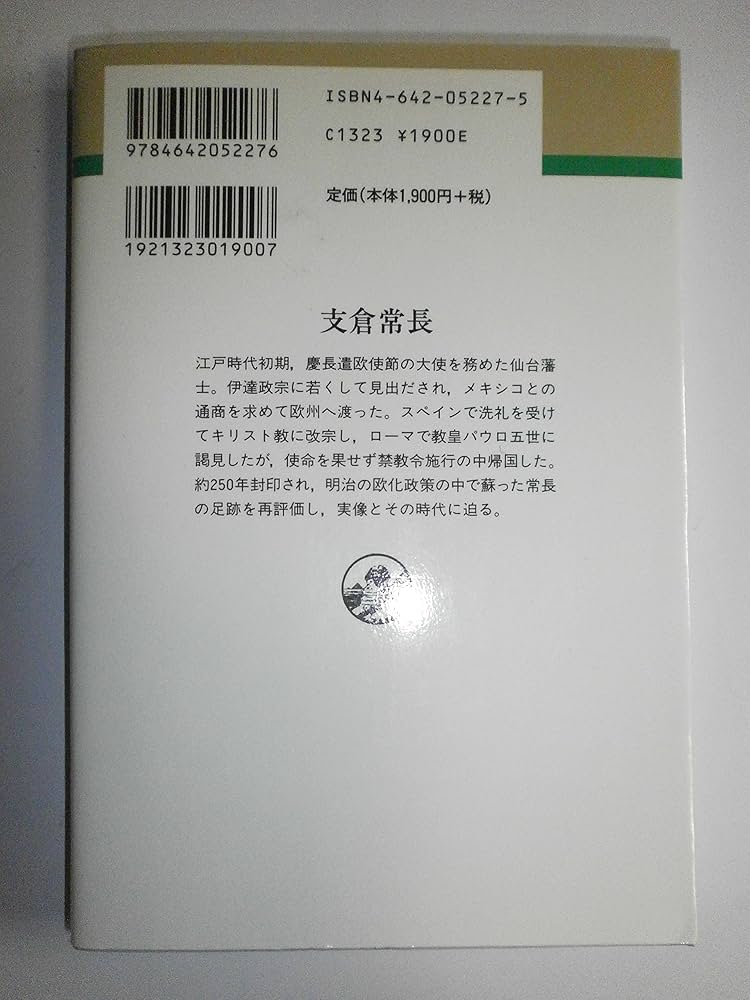 ISBN4-642-05227-5
9784642052276
C1323 ¥1900E
定価(本体1,900円+税)
1921323019007
支倉常長
江戸時代初期，慶長遣欧使節の大使を務めた仙台藩
士。伊達政宗に若くして見出だされ，メキシコとの
通商を求めて欧州へ渡った。スペインで洗礼を受け
てキリスト教に改宗し，ローマで教皇パウロ五世に
謁見したが，使命を果せず禁教令施行の中帰国した。
約250年封印され，明治の欧化政策の中で蘇った常長
の足跡を再評価し，実像とその時代に迫る。